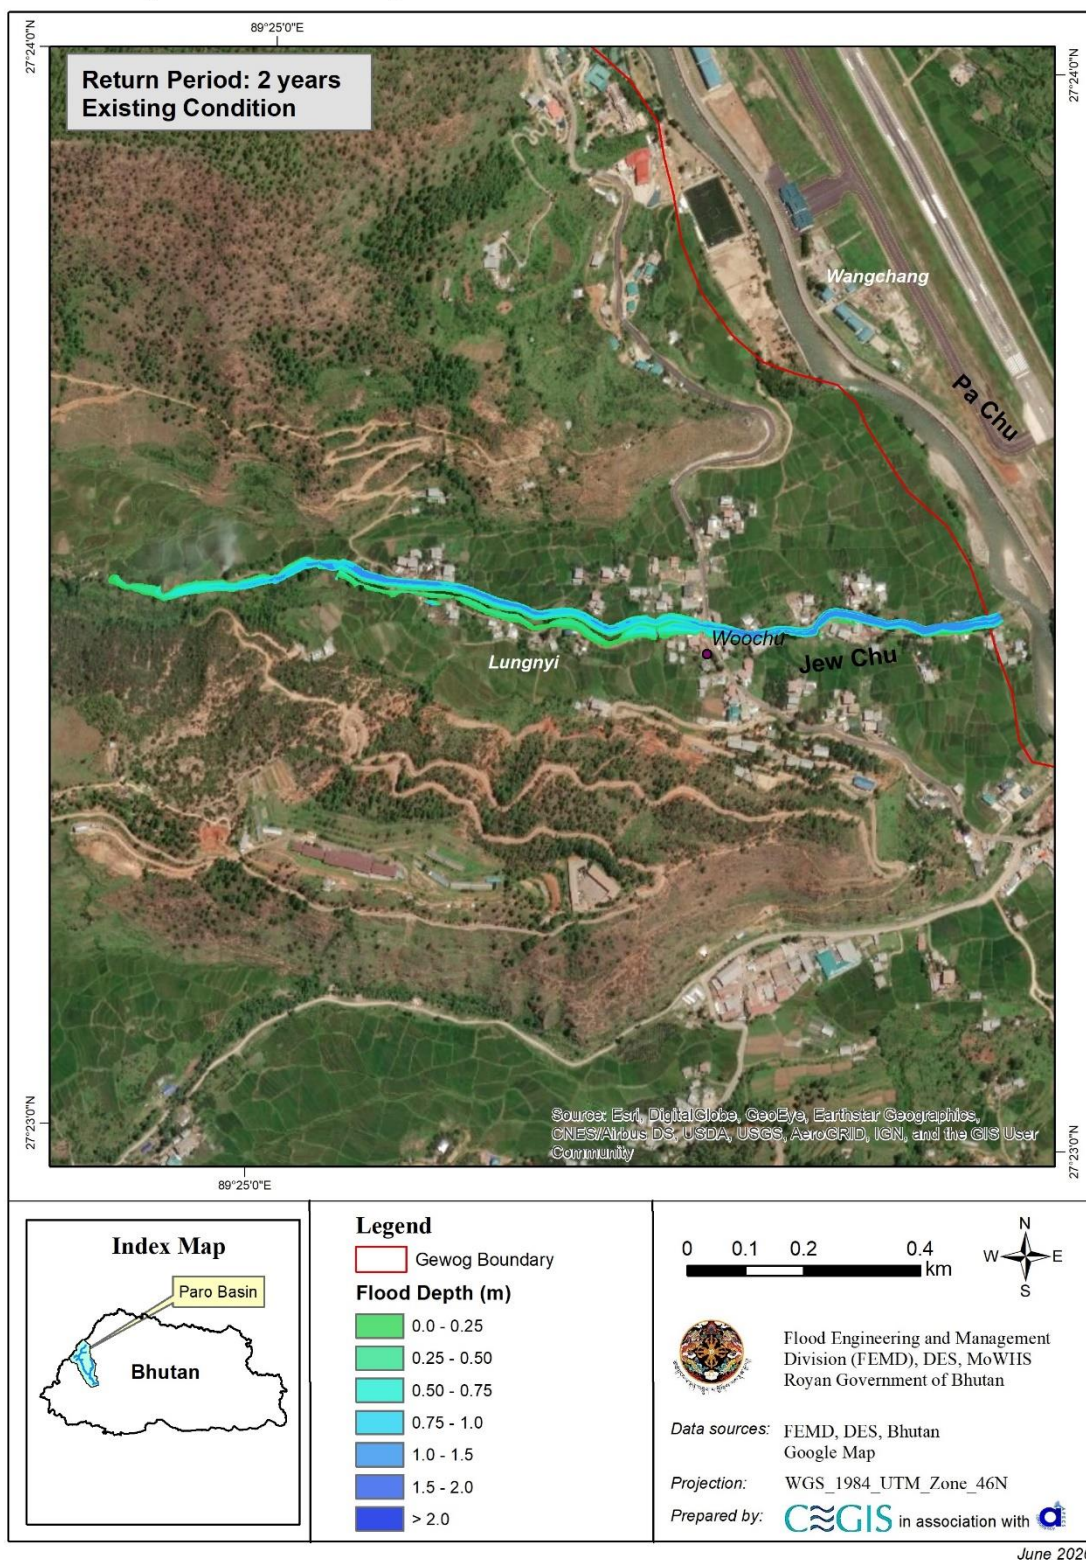 89°25'0"E
27°24'0"N
27°24'0"N
Return Period: 2 years
Existing Condition
Wangchang
Pa Chu
Woochu
Lungnyi
Jew Chu
Source: Esri, DigitalGlobe, GeoEye, Earthstar Geographics,
CNES/Airbus DS, USDA, USGS, AeroGRID, IGN, and the GIS User
Community
27°23'0"N
27°23'0"N
89°25'0"E
Index Map
Paro Basin
Bhutan
Legend
Gewog Boundary
Flood Depth (m)
0.0 - 0.25
0.25 - 0.50
0.50 - 0.75
0.75 - 1.0
1.0 - 1.5
1.5 - 2.0
> 2.0
0 0.1 0.2 0.4
km
N
W E
S
Flood Engineering and Management
Division (FEMD), DES, MoWHS
Royan Government of Bhutan
Data sources: FEMD, DES, Bhutan
Google Map
Projection: WGS_1984_UTM_Zone_46N
Prepared by: CEGIS in association with
June 2020